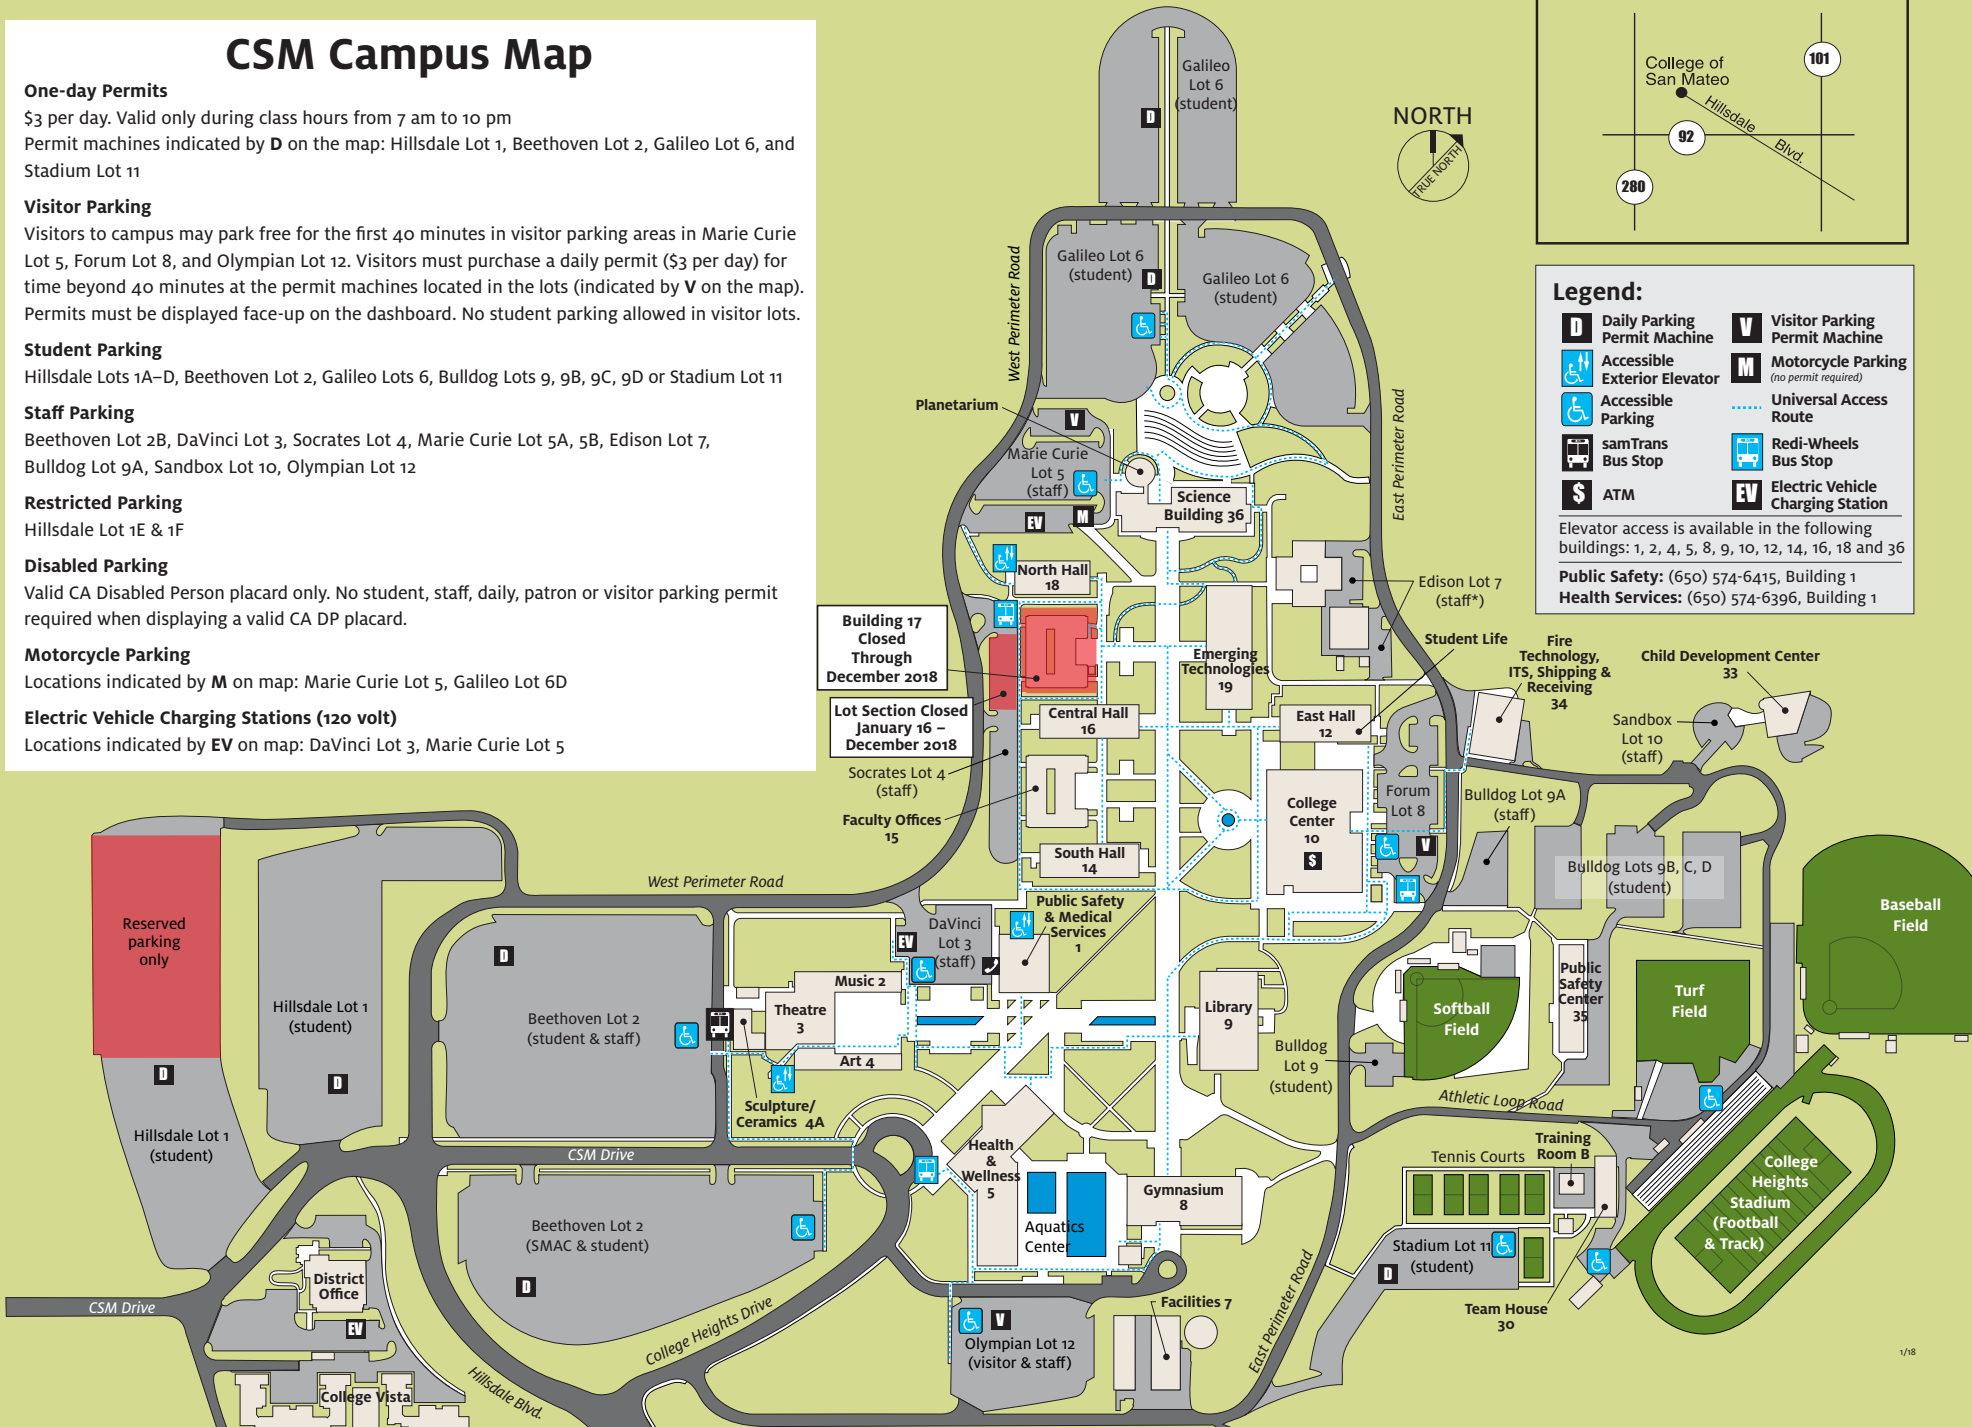 CSM Campus Map
One-day Permits
$3 per day. Valid only during class hours from 7 am to 10 pm
Permit machines indicated by D on the map: Hillsdale Lot 1, Beethoven Lot 2, Galileo Lot 6, and
Stadium Lot 11
Visitor Parking
Visitors to campus may park free for the first 40 minutes in visitor parking areas in Marie Curie
Lot 5, Forum Lot 8, and Olympian Lot 12. Visitors must purchase a daily permit ($3 per day) for
time beyond 40 minutes at the permit machines located in the lots (indicated by V on the map).
Permits must be displayed face-up on the dashboard. No student parking allowed in visitor lots.
Student Parking
Hillsdale Lots 1A–D, Beethoven Lot 2, Galileo Lots 6, Bulldog Lots 9, 9B, 9C, 9D or Stadium Lot 11
Staff Parking
Beethoven Lot 2B, DaVinci Lot 3, Socrates Lot 4, Marie Curie Lot 5A, 5B, Edison Lot 7,
Bulldog Lot 9A, Sandbox Lot 10, Olympian Lot 12
Restricted Parking
Hillsdale Lot 1E & 1F
Disabled Parking
Valid CA Disabled Person placard only. No student, staff, daily, patron or visitor parking permit
required when displaying a valid CA DP placard.
Motorcycle Parking
Locations indicated by M on map: Marie Curie Lot 5, Galileo Lot 6D
Electric Vehicle Charging Stations (120 volt)
Locations indicated by EV on map: DaVinci Lot 3, Marie Curie Lot 5
Galileo
Lot 6
(student)
D
NORTH
TRUE NORTH
College of
San Mateo
101
Hillsdale
Blvd.
92
280
Legend:
D
Daily Parking
Permit Machine
V
Visitor Parking
Permit Machine
Accessible
Exterior Elevator
M
Motorcycle Parking
(no permit required)
Accessible
Parking
Universal Access
Route
samTrans
Bus Stop
Redi-Wheels
Bus Stop
$
ATM
EV
Electric Vehicle
Charging Station
Elevator access is available in the following
buildings: 1, 2, 4, 5, 8, 9, 10, 12, 14, 16, 18 and 36
Public Safety: (650) 574-6415, Building 1
Health Services: (650) 574-6396, Building 1
West Perimeter Road
Galileo Lot 6
(student)
D
Galileo Lot 6
(student)
East Perimeter Road
Planetarium
V
Marie Curie
Lot 5
(staff)
EV
M
Science
Building 36
North Hall
18
Building 17
Closed
Through
December 2018
Lot Section Closed
January 16 –
December 2018
Socrates Lot 4
(staff)
Faculty Offices
15
Central Hall
16
South Hall
14
Emerging
Technologies
19
Edison Lot 7
(staff*)
Student Life
East Hall
12
College
Center
10
$
Forum
Lot 8
V
Fire
Technology,
ITS, Shipping &
Receiving
34
Child Development Center
33
Sandbox
Lot 10
(staff)
Bulldog Lot 9A
(staff)
Bulldog Lots 9B, C, D
(student)
Baseball
Field
West Perimeter Road
Reserved
parking
only
D
Hillsdale Lot 1
(student)
D
Hillsdale Lot 1
(student)
D
Beethoven Lot 2
(student & staff)
EV
DaVinci
Lot 3
(staff)
Public Safety
& Medical
Services
1
Music 2
Theatre
3
Art 4
Sculpture/
Ceramics 4A
Library
9
Bulldog
Lot 9
(student)
Softball
Field
Public
Safety
Center
35
Turf
Field
Athletic Loop Road
CSM Drive
Beethoven Lot 2
(SMAC & student)
D
Health
&
Wellness
5
Aquatics
Center
Gymnasium
8
Tennis Courts
Training
Room B
College
Heights
Stadium
(Football
& Track)
Stadium Lot 11
(student)
D
Team House
30
District
Office
EV
CSM Drive
College Vista
Hillsdale Blvd.
College Heights Drive
V
Olympian Lot 12
(visitor & staff)
Facilities 7
East Perimeter Road
1/18